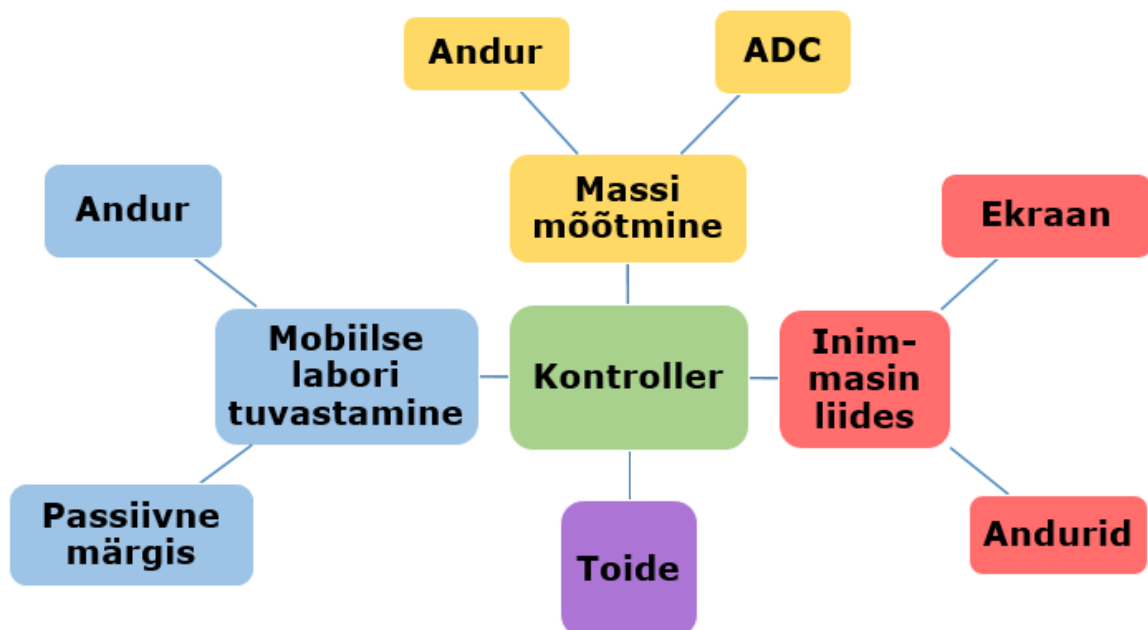 Andur
ADC
Massi
mõõtmine
Andur
Ekraan
Mobiilse
labori
tuvastamine
Kontroller
Inim-
masin
liides
Passiivne
märgis
Toide
Andurid